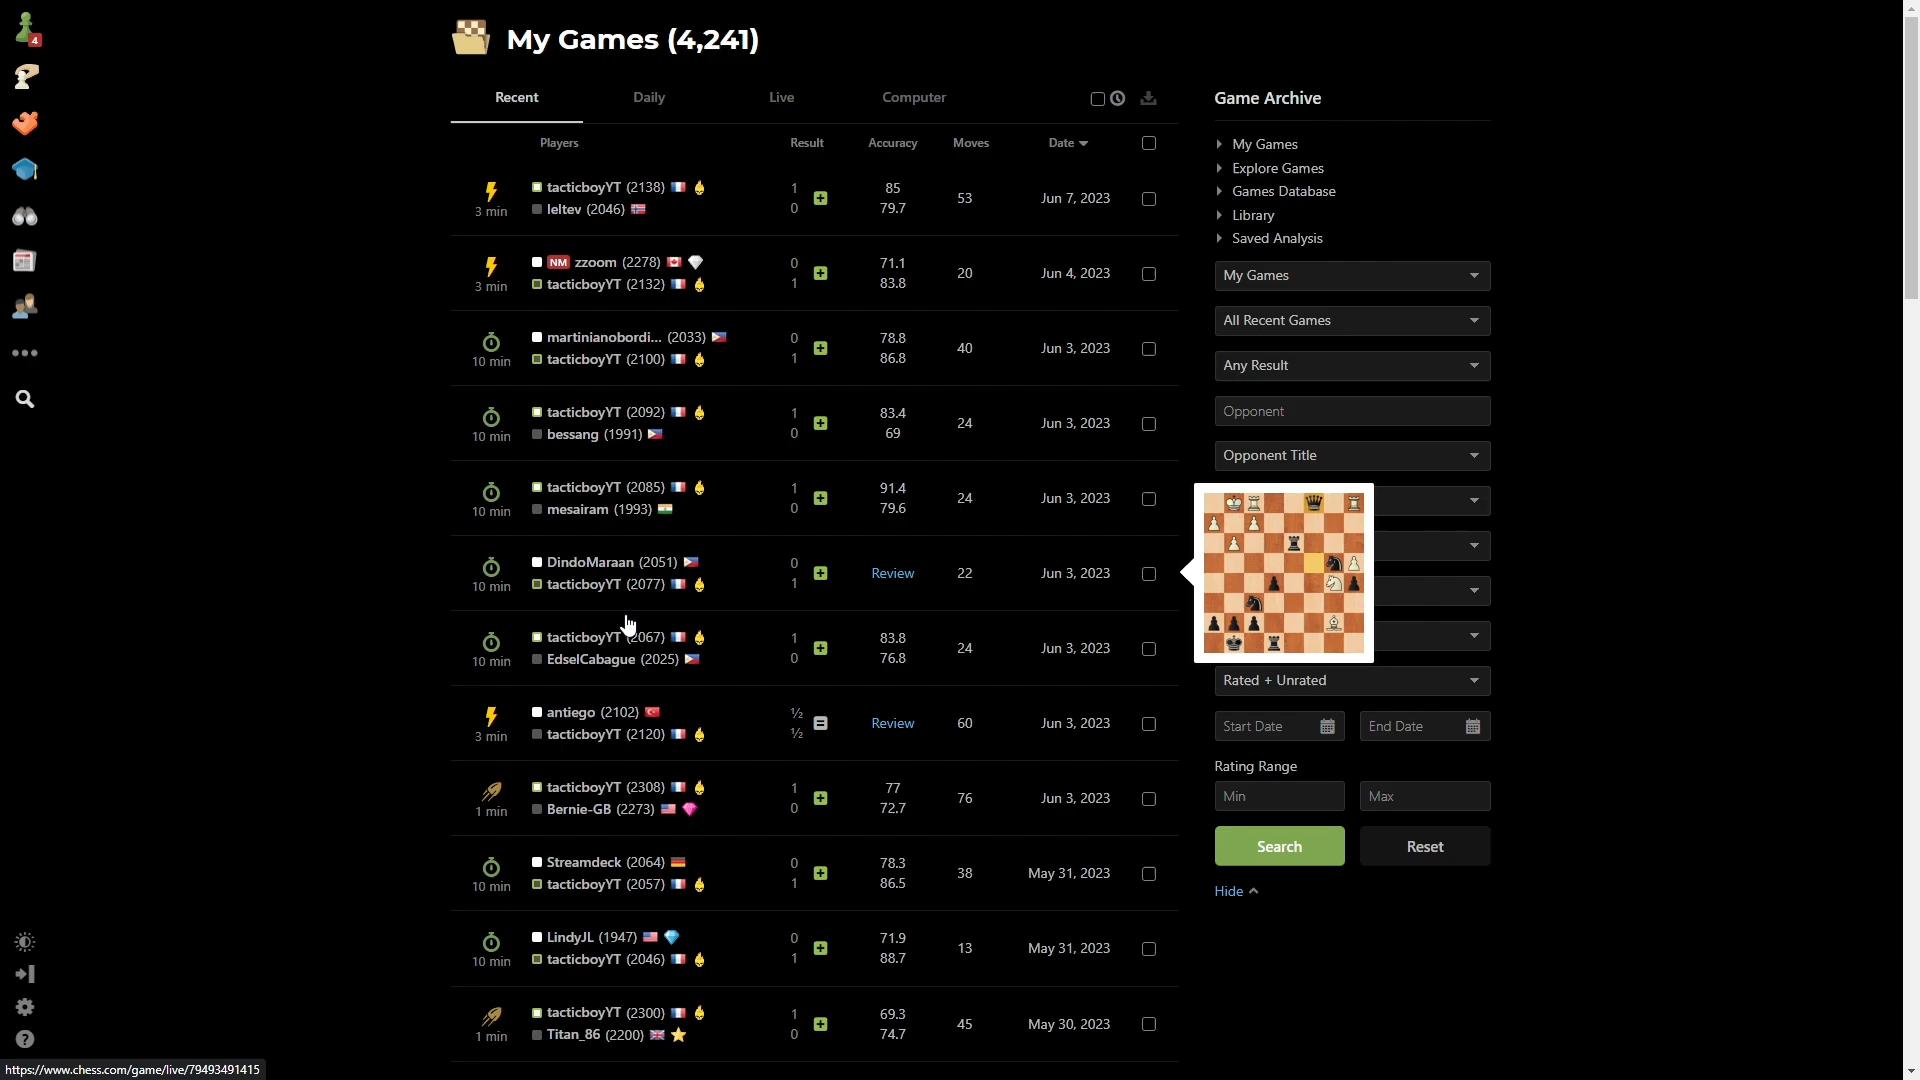 4
My Games (4,241)
Recent Daily Live Computer
Players Result Accuracy Moves Date
3 min
tacticboyYT (2138) 1 85
leltev (2046) 0 79.7
53 Jun 7, 2023
3 min
NM zzoom (2278) 0 71.1
tacticboyYT (2132) 1 83.8
20 Jun 4, 2023
10 min
martinianobordi... (2033) 0 78.8
tacticboyYT (2100) 1 86.8
40 Jun 3, 2023
10 min
tacticboyYT (2092) 1 83.4
bessang (1991) 0 69
24 Jun 3, 2023
10 min
tacticboyYT (2085) 1 91.4
mesairam (1993) 0 79.6
24 Jun 3, 2023
10 min
DindoMaraan (2051) 0
tacticboyYT (2077) 1
Review 22 Jun 3, 2023
10 min
tacticboyYT (2067) 1 83.8
EdselCabague (2025) 0 76.8
24 Jun 3, 2023
3 min
antiego (2102) ½
tacticboyYT (2120) ½
Review 60 Jun 3, 2023
1 min
tacticboyYT (2308) 1 77
Bernie-GB (2273) 0 72.7
76 Jun 3, 2023
10 min
Streamdeck (2064) 0 78.3
tacticboyYT (2057) 1 86.5
38 May 31, 2023
10 min
LindyJL (1947) 0 71.9
tacticboyYT (2046) 1 88.7
13 May 31, 2023
1 min
tacticboyYT (2300) 1 69.3
Titan_86 (2200) 0 74.7
45 May 30, 2023
Game Archive
My Games
Explore Games
Games Database
Library
Saved Analysis
My Games
All Recent Games
Any Result
Opponent
Opponent Title
Rated + Unrated
Start Date End Date
Rating Range
Min Max
Search Reset
Hide
https://www.chess.com/game/live/79493491415